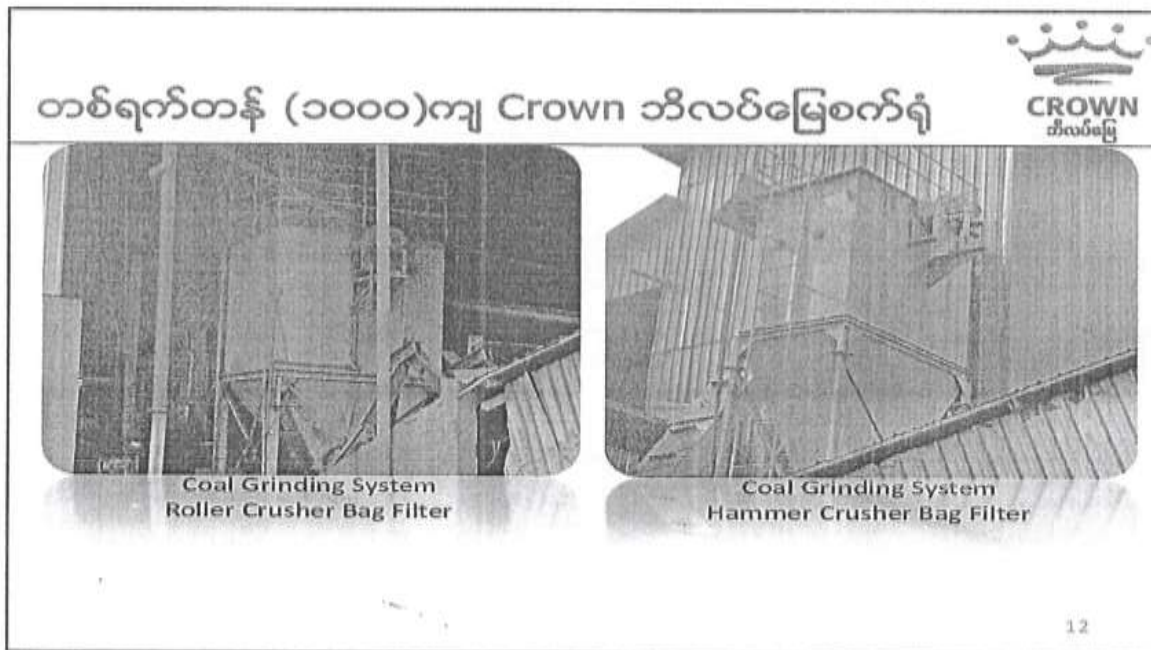 တစ်ရက်တန် (၁၀၀၀)ကျ Crown ဘိလပ်မြေစက်ရုံ
CROWN
ဘိလပ်မြေ
Coal Grinding System
Roller Crusher Bag Filter
Coal Grinding System
Hammer Crusher Bag Filter
12